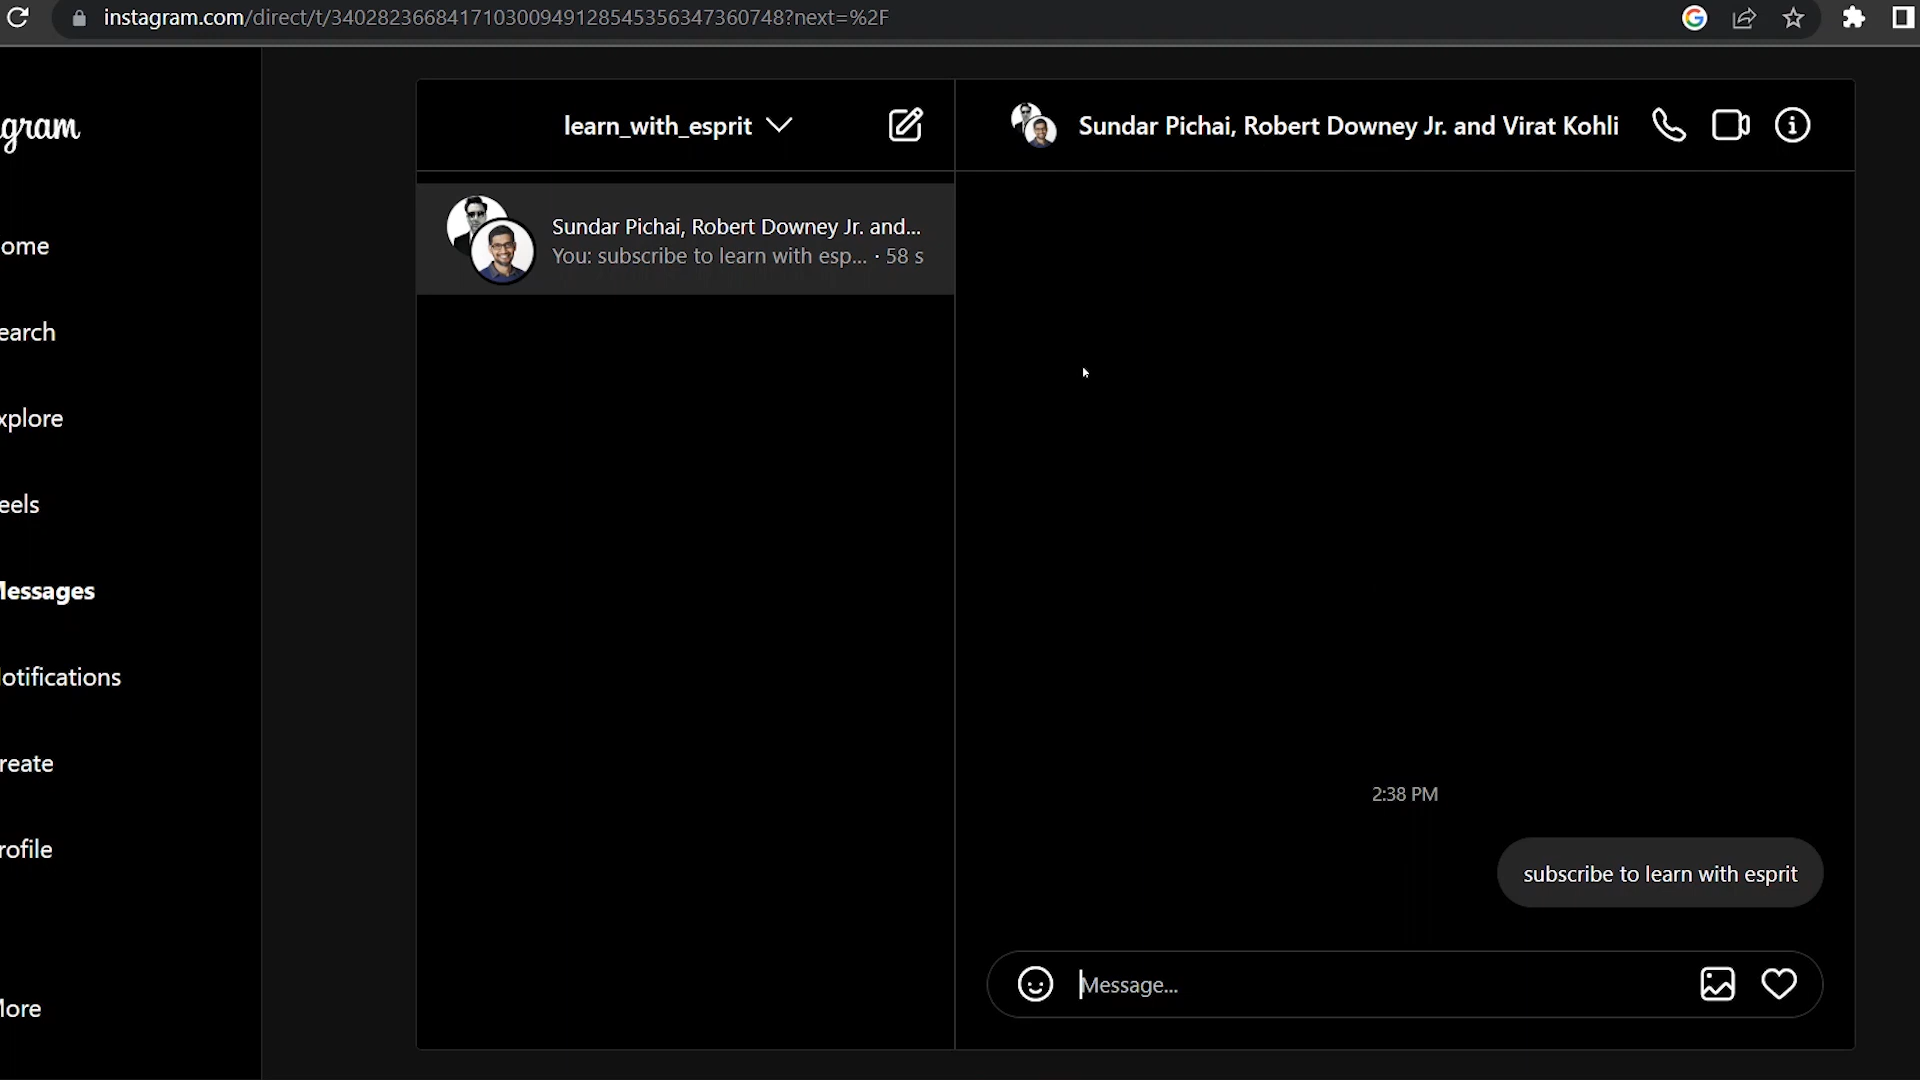 instagram.com/direct/t/340282366841710300949128545356347360748?next=%2F
gram
ome
earch
xplore
eels
lessages
lotifications
reate
rofile
lore
learn_with_esprit
Sundar Pichai, Robert Downey Jr. and...
You: subscribe to learn with esp... · 58 s
Sundar Pichai, Robert Downey Jr. and Virat Kohli
2:38 PM
subscribe to learn with esprit
Message...